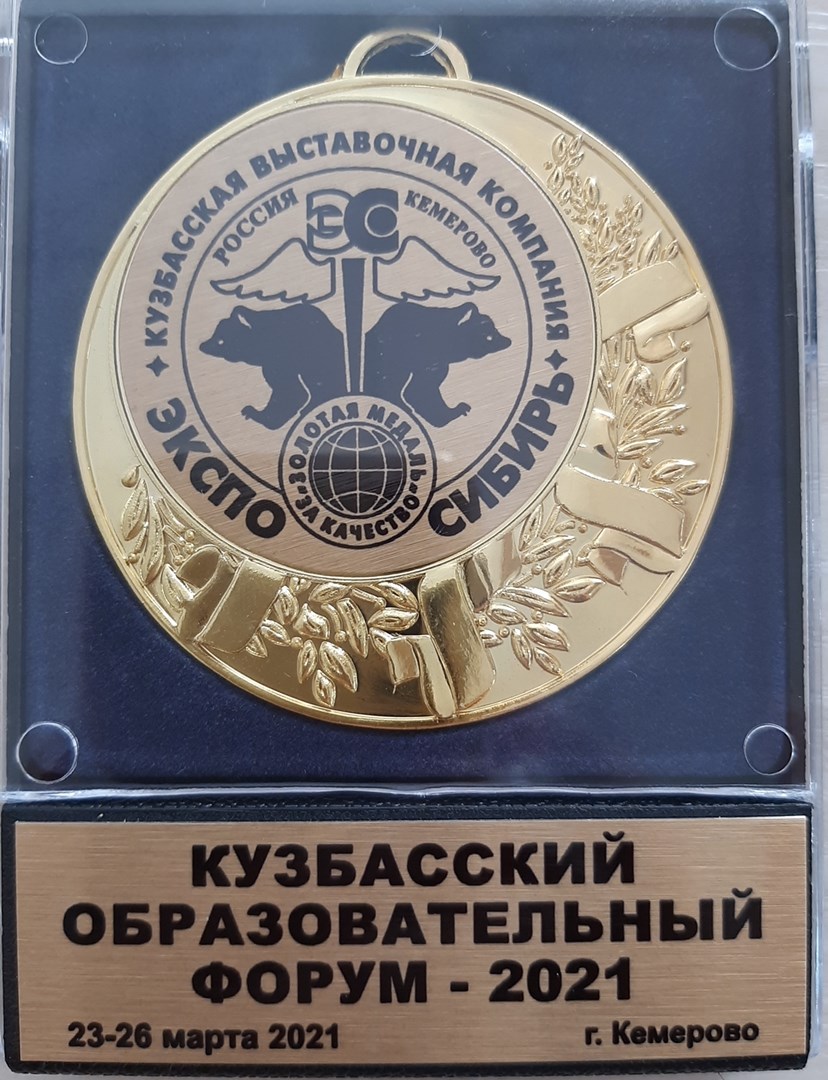 КУЗБАССКАЯ ВЫСТАВОЧНАЯ КОМПАНИЯ
РОССИЯ
ЭС
КЕМЕРОВО
ЭКСПО
СИБИРЬ
ЗОЛОТАЯ МЕДАЛЬ
"ЗА КАЧЕСТВО"
КУЗБАССКИЙ
ОБРАЗОВАТЕЛЬНЫЙ
ФОРУМ - 2021
23-26 марта 2021 г. Кемерово